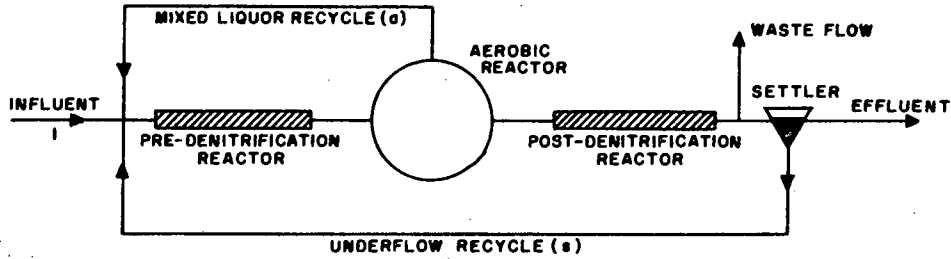 MIXED LIQUOR RECYCLE (a)
WASTE FLOW
AEROBIC
REACTOR
SETTLER
INFLUENT
EFFLUENT
I
PRE-DENITRIFICATION
REACTOR
POST-DENITRIFICATION
REACTOR
UNDERFLOW RECYCLE (s)